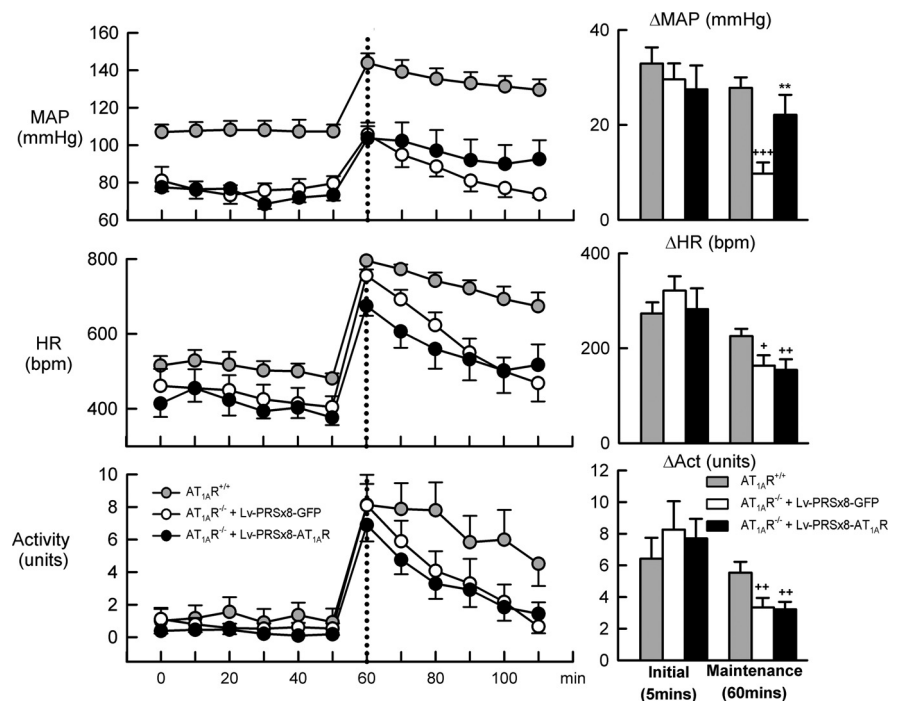 160
140
120
100
80
60
MAP
(mmHg)
ΔMAP (mmHg)
40
20
0
+++
**
800
600
400
HR
(bpm)
ΔHR (bpm)
400
200
0
+
++
10
8
6
4
2
0
Activity
(units)
AT1AR+/+
AT1AR-/- + Lv-PRSx8-GFP
AT1AR-/- + Lv-PRSx8-AT1AR
0 20 40 60 80 100 min
ΔAct (units)
12
10
8
6
4
2
0
AT1AR+/+
AT1AR-/- + Lv-PRSx8-GFP
AT1AR-/- + Lv-PRSx8-AT1AR
++
++
Initial Maintenance
(5mins) (60mins)